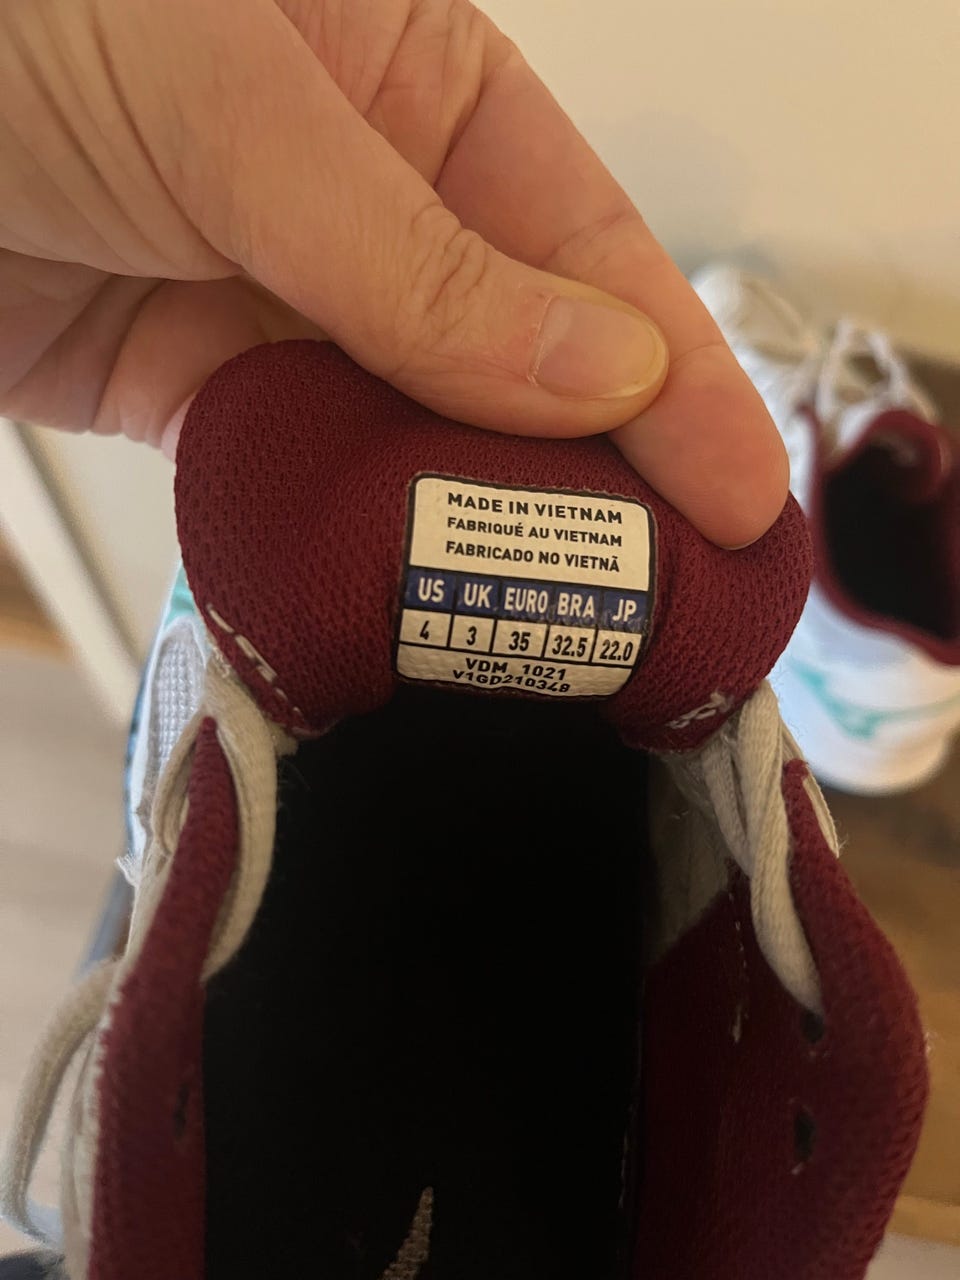 MADE IN VIETNAM
FABRIQUÉ AU VIETNAM
FABRICADO NO VIETNÃ
US UK EURO BRA JP
4 3 35 32.5 22.0
VDM 1021
V1GD210348